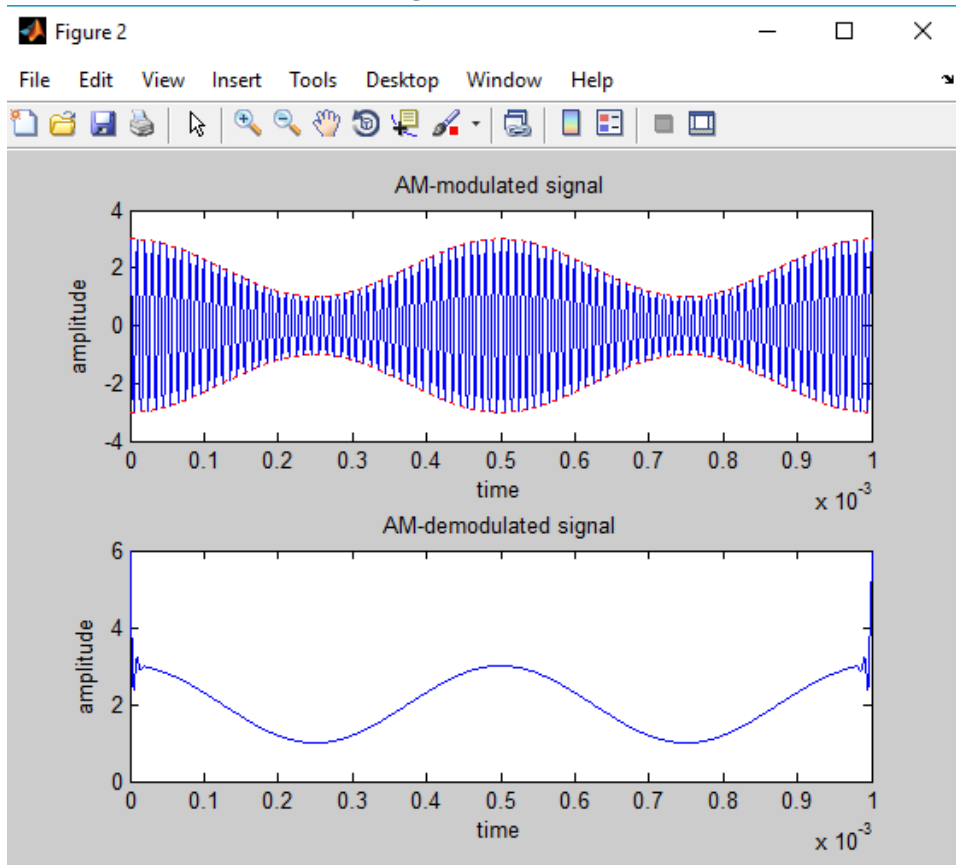 Figure 2
File Edit View Insert Tools Desktop Window Help
AM-modulated signal
4
2
0
-2
-4
amplitude
0 0.1 0.2 0.3 0.4 0.5 0.6 0.7 0.8 0.9 1
time
x 10^-3
AM-demodulated signal
6
4
2
0
amplitude
0 0.1 0.2 0.3 0.4 0.5 0.6 0.7 0.8 0.9 1
time
x 10^-3